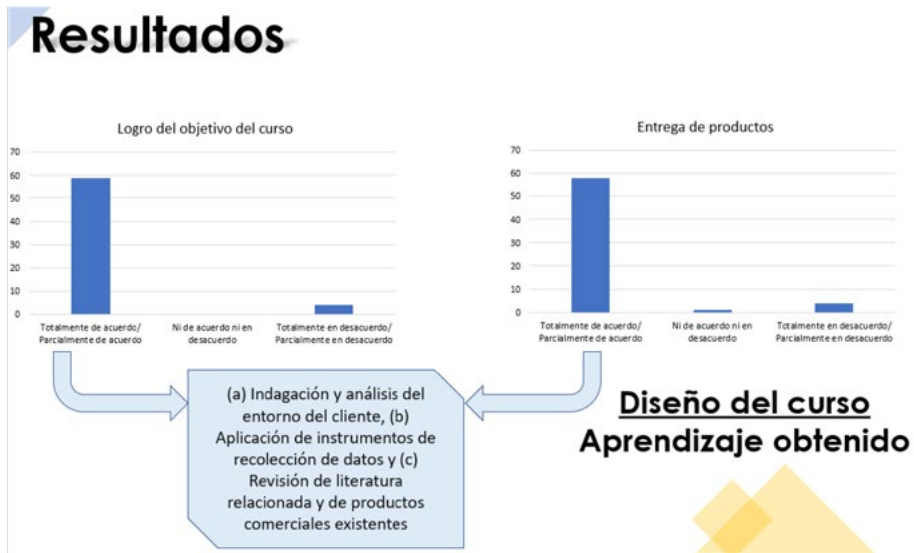 Resultados
Logro del objetivo del curso
70
60
50
40
30
20
10
0
Totalmente de acuerdo/
Parcialmente de acuerdo
Ni de acuerdo ni en
desacuerdo
Totalmente en desacuerdo/
Parcialmente en desacuerdo
Entrega de productos
70
60
50
40
30
20
10
0
Totalmente de acuerdo/
Parcialmente de acuerdo
Ni de acuerdo ni en
desacuerdo
Totalmente en desacuerdo/
Parcialmente en desacuerdo
(a) Indagación y análisis del
entorno del cliente, (b)
Aplicación de instrumentos de
recolección de datos y (c)
Revisión de literatura
relacionada y de productos
comerciales existentes
Diseño del curso
Aprendizaje obtenido